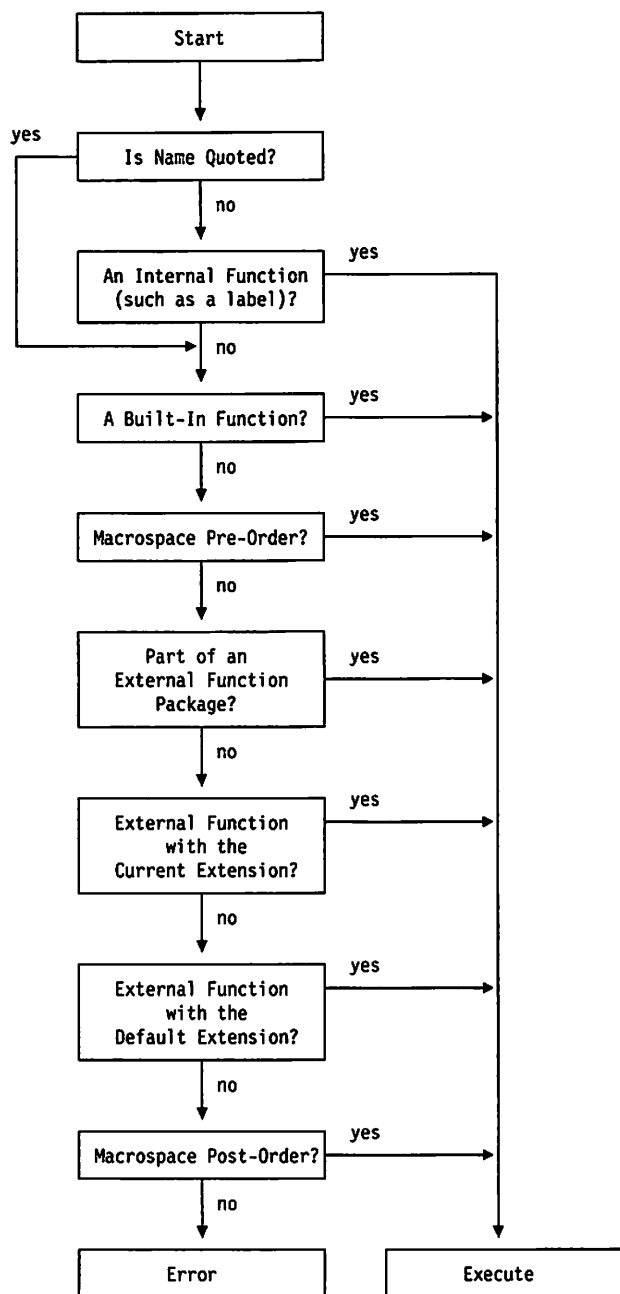 Start
yes
Is Name Quoted?
no
yes
An Internal Function
(such as a label)?
no
yes
A Built-In Function?
no
yes
Macrospace Pre-Order?
no
yes
Part of an
External Function
Package?
no
yes
External Function
with the
Current Extension?
no
yes
External Function
with the
Default Extension?
no
yes
Macrospace Post-Order?
no
Error
Execute